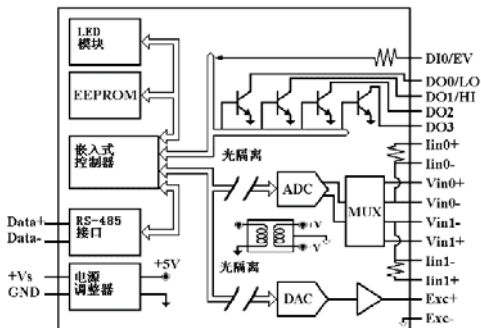 LED
模块
EEPROM
嵌入式
控制器
RS-485
接口
Data+
Data-
+Vs
GND
电源
调整器
+5V
光隔离
光隔离
ADC
DAC
MUX
+V
-V
DI0/EV
DO0/LO
DO1/HI
DO2
DO3
Iin0+
Iin0-
Vin0+
Vin0-
Vin1-
Vin1+
Iin1-
Iin1+
Exc+
Exc-